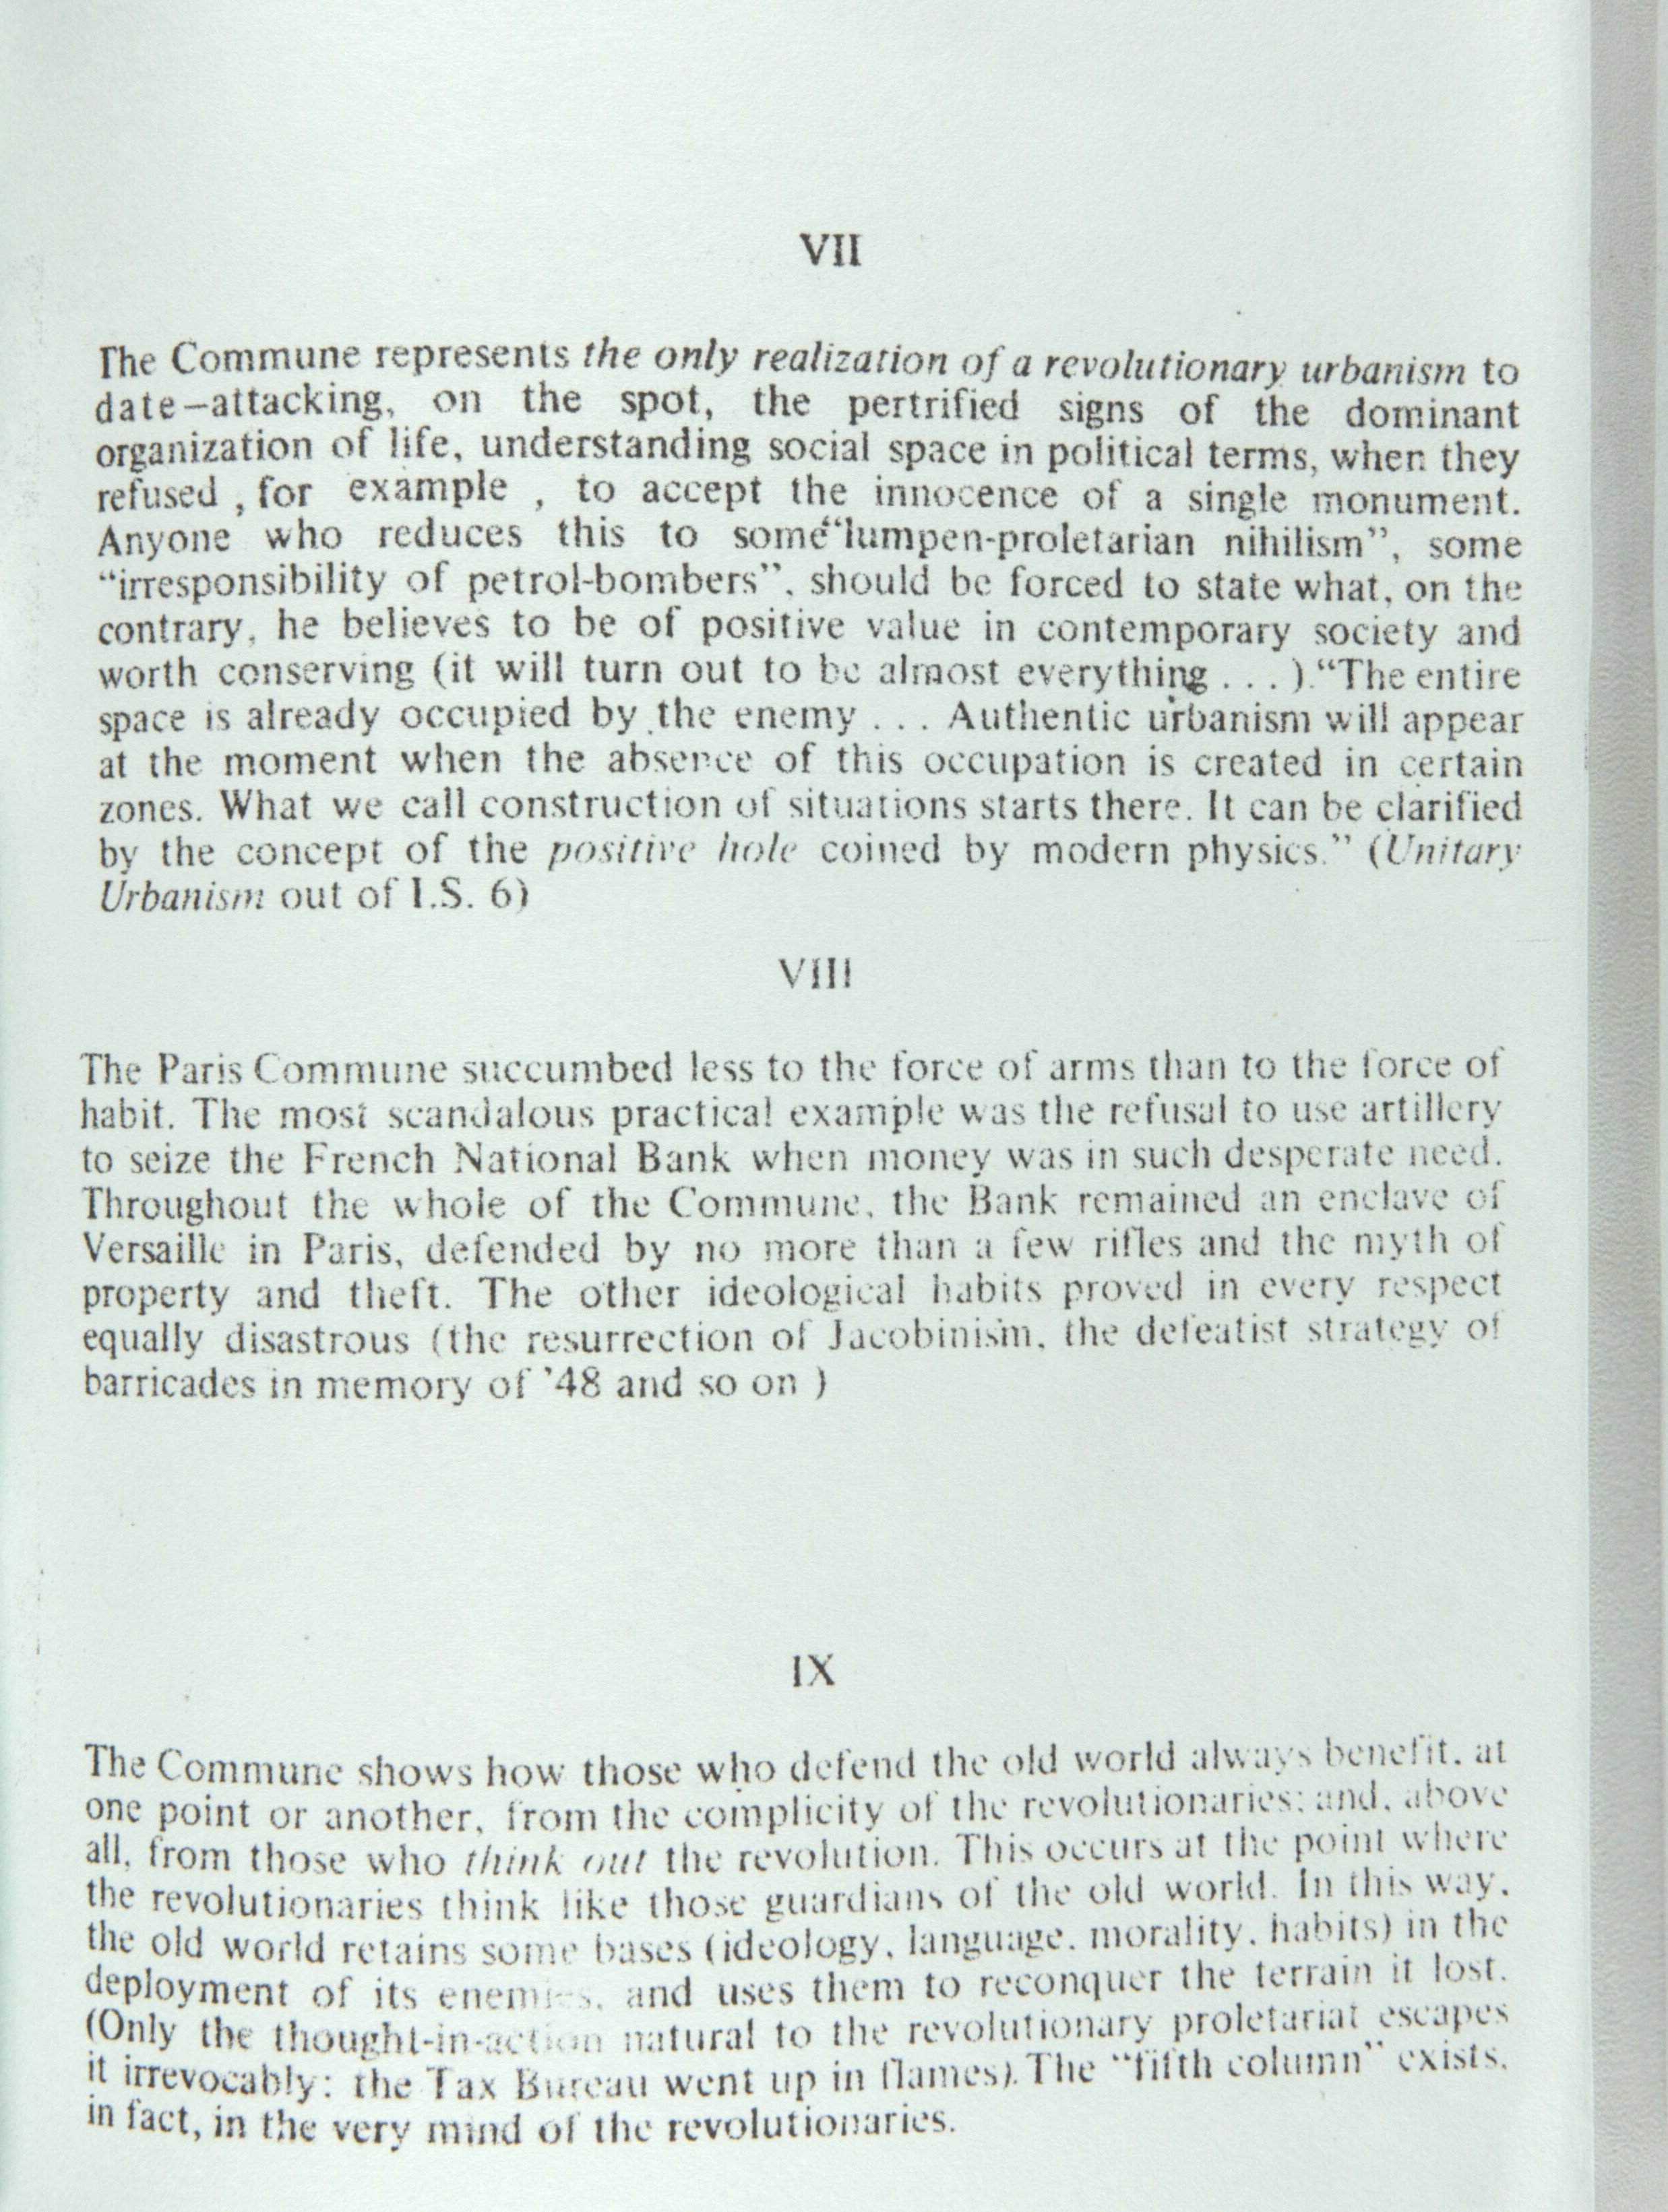 VII
The Commune represents the only realization of a revolutionary urbanism to
date—attacking, on the spot, the pertrified signs of the dominant
organization of life, understanding social space in political terms, when they
refused , for example , to accept the innocence of a single monument.
Anyone who reduces this to some“lumpen-proletarian nihilism”, some
“irresponsibility of petrol-bombers”, should be forced to state what, on the
contrary, he believes to be of positive value in contemporary society and
worth conserving (it will turn out to be almost everything . . . ).“The entire
space is already occupied by the enemy . . . Authentic urbanism will appear
at the moment when the absence of this occupation is created in certain
zones. What we call construction of situations starts there. It can be clarified
by the concept of the positive hole coined by modern physics.” (Unitary
Urbanism out of I.S. 6)
VIII
The Paris Commune succumbed less to the force of arms than to the force of
habit. The most scandalous practical example was the refusal to use artillery
to seize the French National Bank when money was in such desperate need.
Throughout the whole of the Commune, the Bank remained an enclave of
Versaille in Paris, defended by no more than a few rifles and the myth of
property and theft. The other ideological habits proved in every respect
equally disastrous (the resurrection of Jacobinism, the defeatist strategy of
barricades in memory of ’48 and so on )
IX
The Commune shows how those who defend the old world always benefit, at
one point or another, from the complicity of the revolutionaries; and, above
all, from those who think out the revolution. This occurs at the point where
the revolutionaries think like those guardians of the old world. In this way,
the old world retains some bases (ideology, language, morality, habits) in the
deployment of its enemies, and uses them to reconquer the terrain it lost.
(Only the thought-in-action natural to the revolutionary proletariat escapes
it irrevocably: the Tax Bureau went up in flames). The “fifth column” exists,
in fact, in the very mind of the revolutionaries.